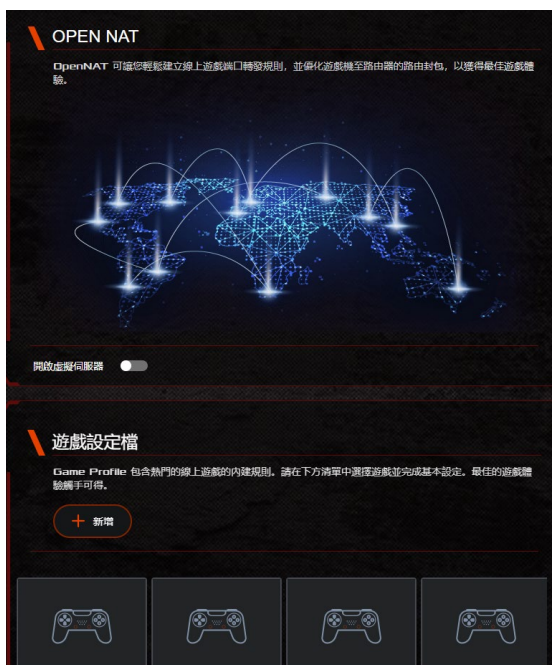 OPEN NAT
OpenNAT 可讓您輕鬆建立線上遊戲端口轉發規則，並優化遊戲機至路由器的路由封包，以獲得最佳遊戲體
驗。
開啟虛擬伺服器
遊戲設定檔
Game Profile 包含熱門的線上遊戲的內建規則。請在下方清單中選擇遊戲並完成基本設定。最佳的遊戲體
驗觸手可得。
新增